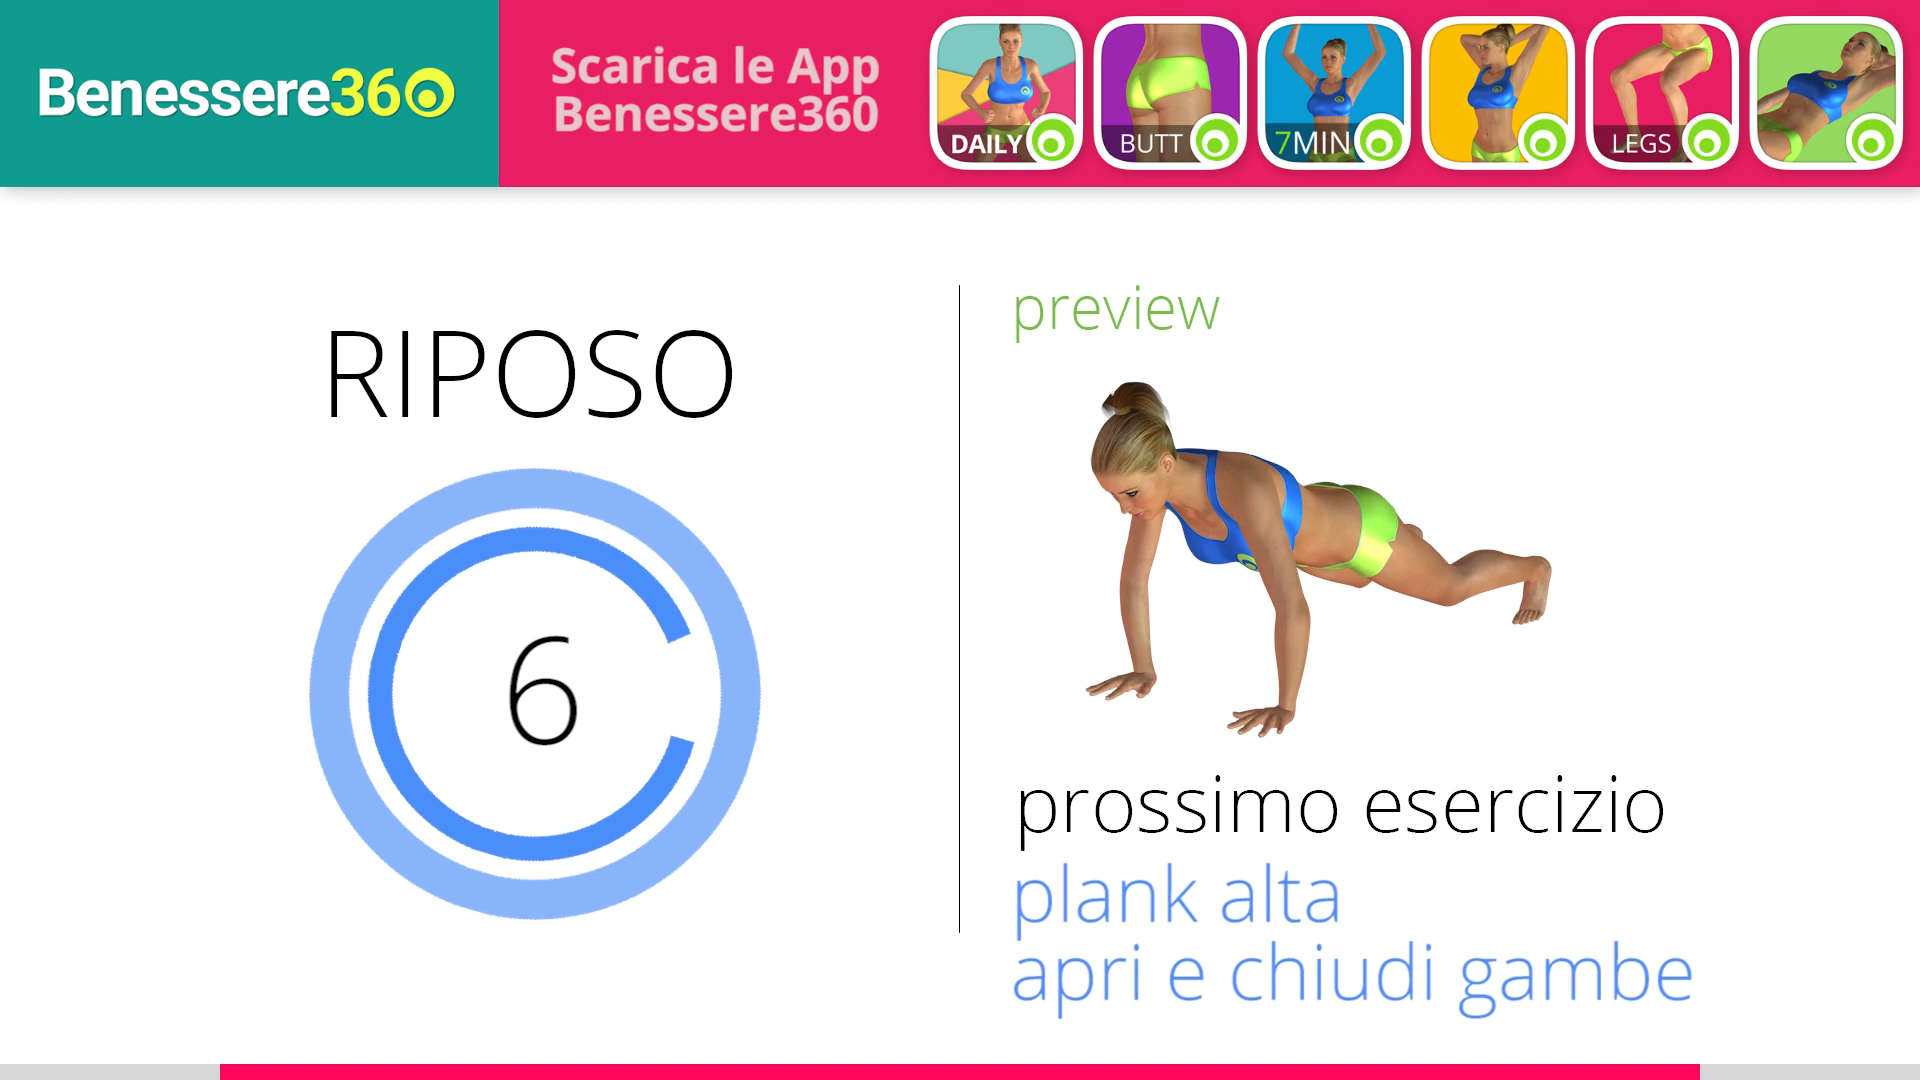 Benessere360
Scarica le App
Benessere360
DAILY
BUTT
7MIN
LEGS
RIPOSO
6
preview
prossimo esercizio
plank alta
apri e chiudi gambe